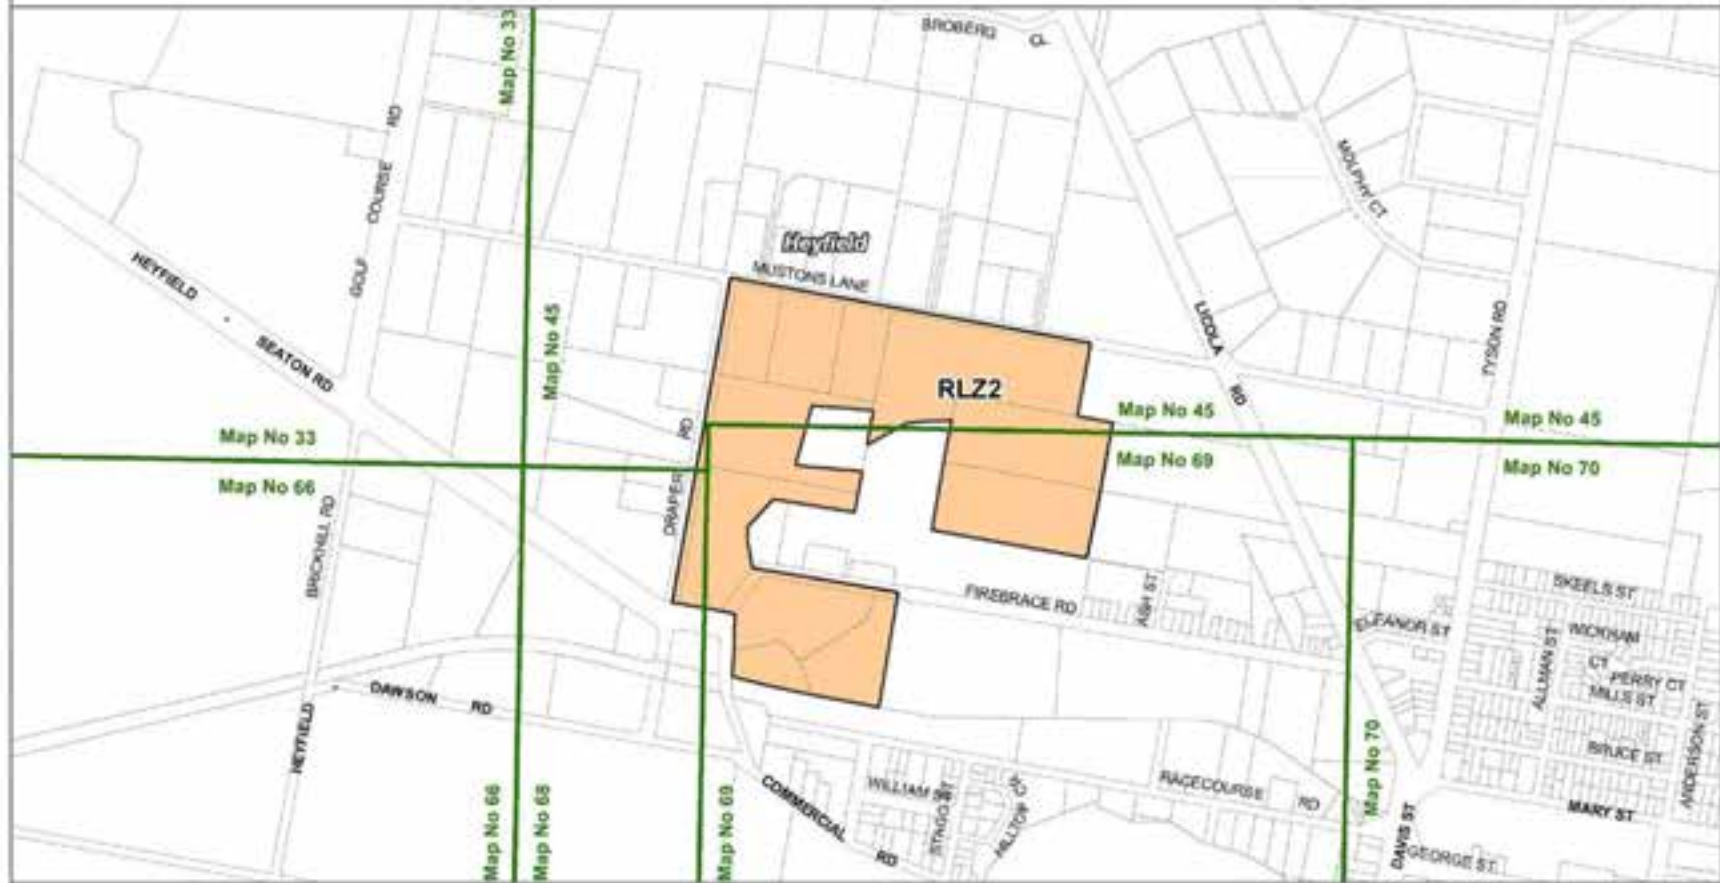 BROBERG
CL
Map No 33
GOLF COURSE RD
MOLPHY CT
Heyfield
MUSTONS LANE
HEYFIELD
SEATON RD
Map No 45
LICOLA RD
TYSON RD
RLZ2
Map No 45
Map No 45
Map No 33
Map No 69
Map No 70
Map No 66
DRAPER RD
BRICKHILL RD
FIREBRACE RD
ASH ST
SKEELS ST
ELEANOR ST
WICKHAM
CT
ALLMAN ST
PERRY CT
MILLS ST
DAWSON RD
HEYFIELD
BRUCE ST
ANDERSON ST
Map No 70
RACECOURSE RD
WILLIAM ST
COMMERCIAL RD
HILLTOP CT
MARY ST
Map No 66
Map No 68
Map No 69
DAVIS ST
GEORGE ST